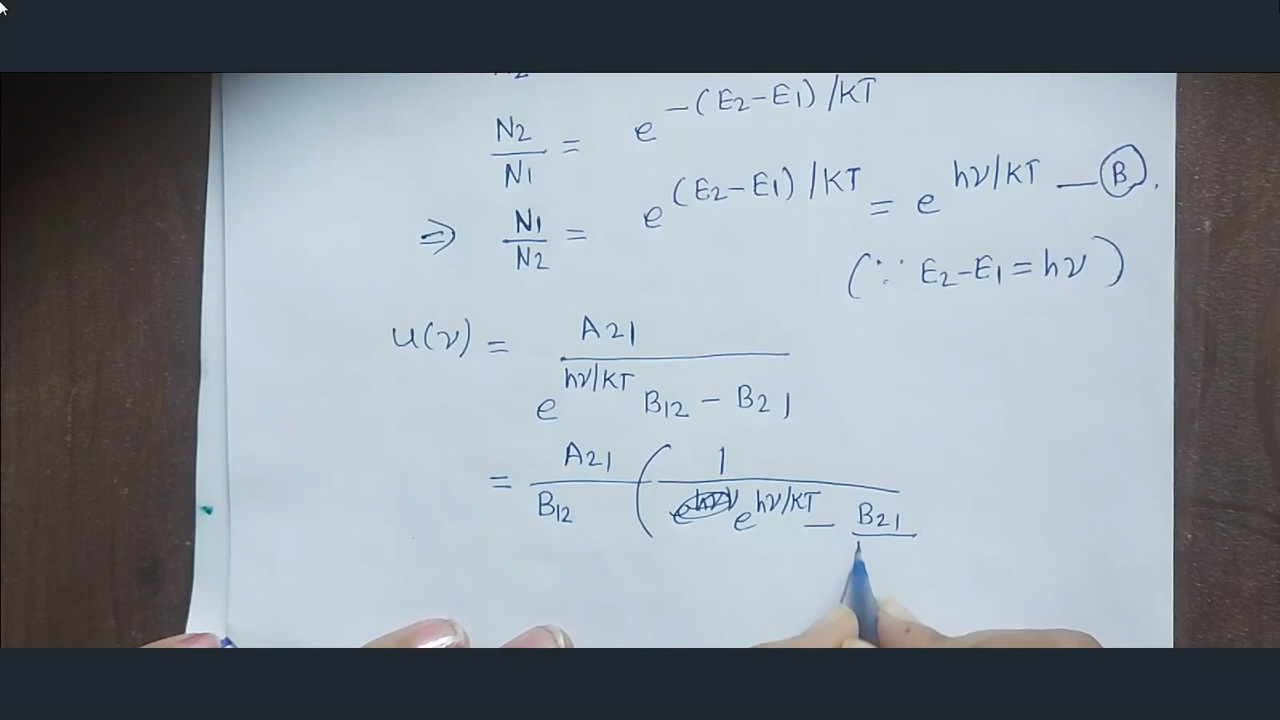 N2/N1 = e^-(E2-E1)/KT
⇒ N1/N2 = e^(E2-E1)/KT = e^hν/KT — B.
(∵ E2-E1 = hν)
u(ν) = A21/(e^hν/KT B12 - B21)
= A21/B12 (1/(e^hν/KT - B21/